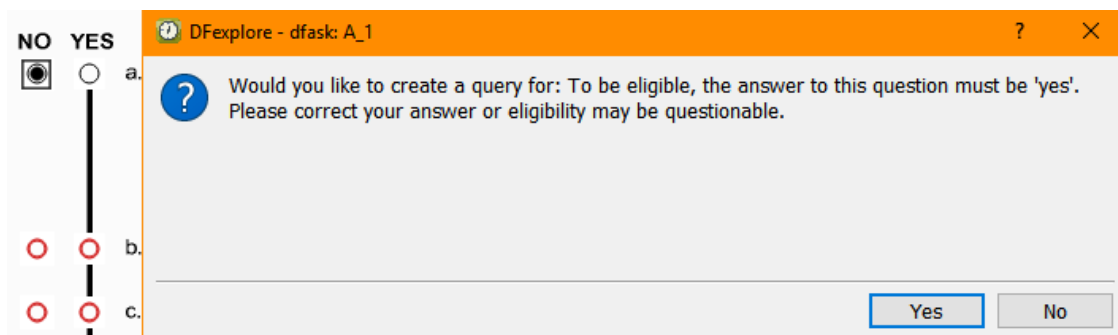 NO YES
DFexplore - dfask: A_1
a.
Would you like to create a query for: To be eligible, the answer to this question must be 'yes'.
Please correct your answer or eligibility may be questionable.
b.
c.
Yes No